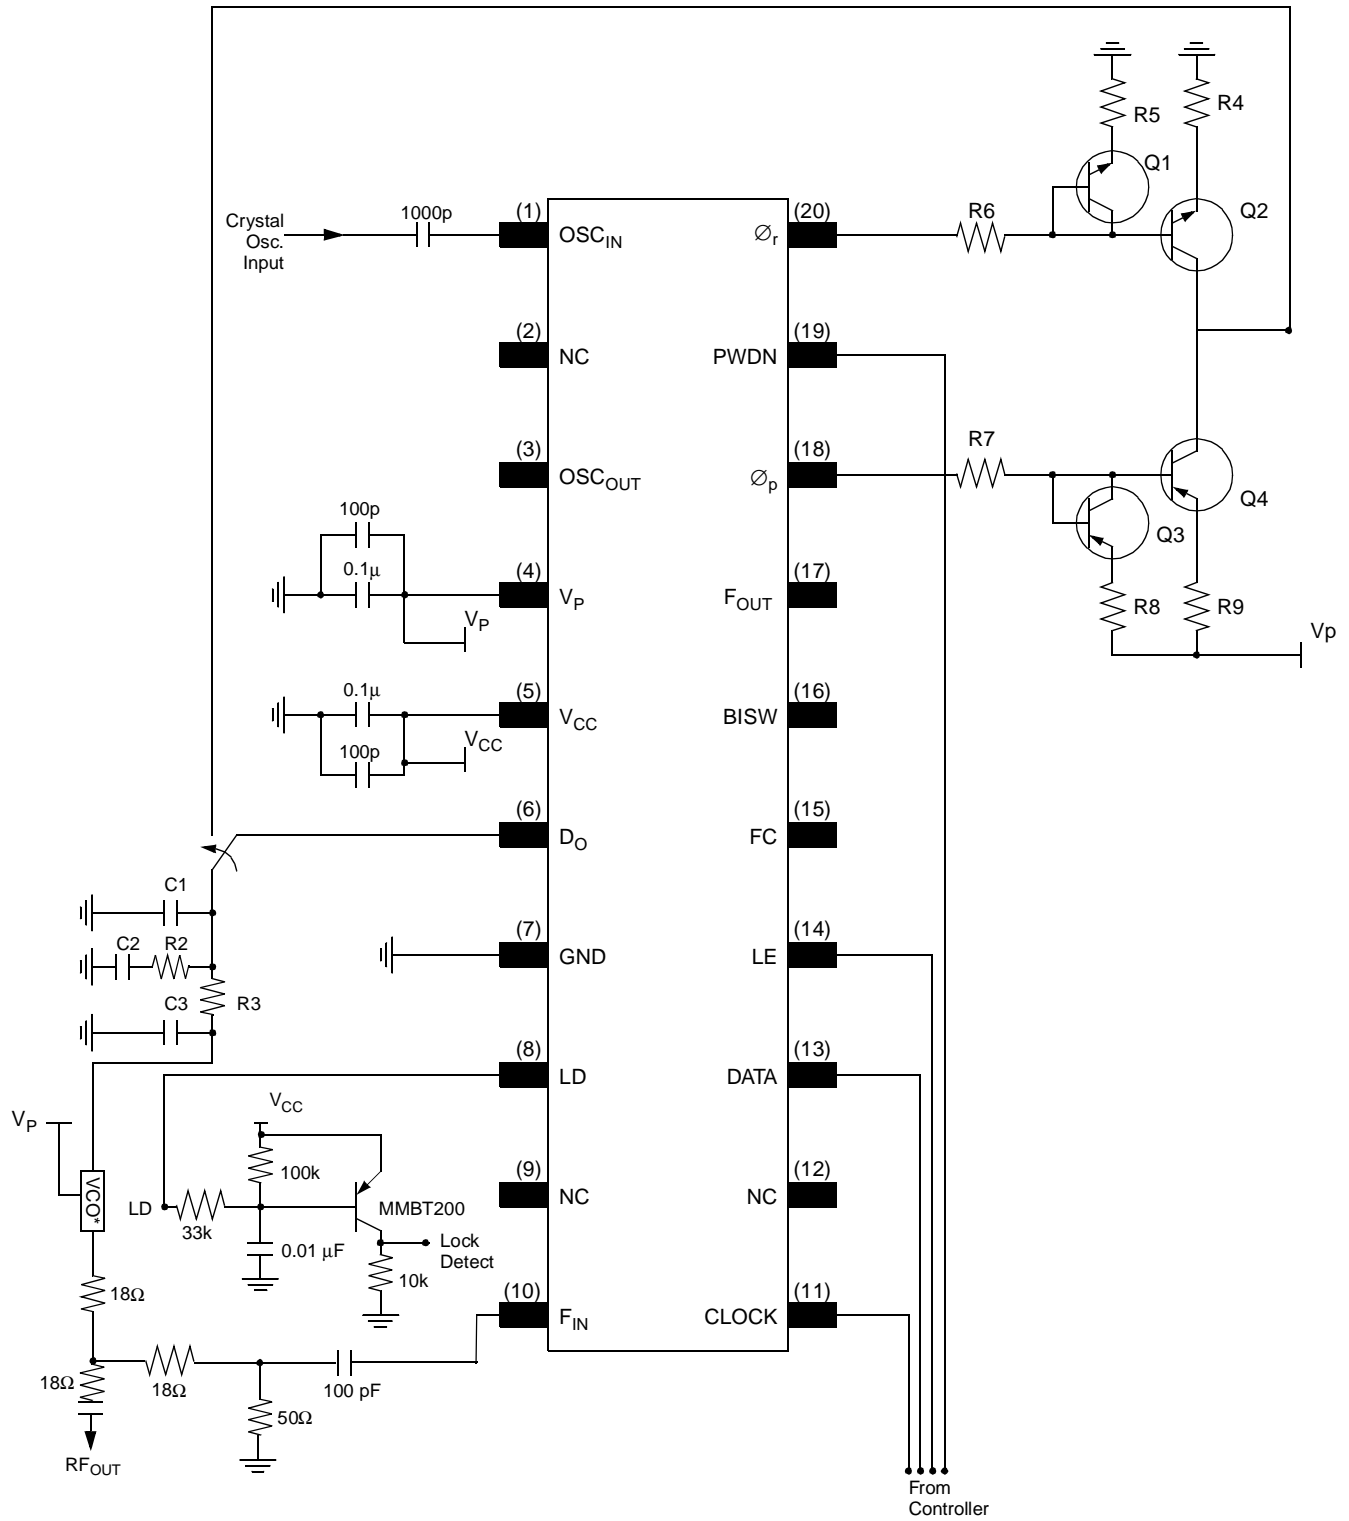 R5
R4
Q1
Q2
Crystal
Osc.
Input
1000p
(1)
OSC_IN
(20)
∅r
R6
(2)
NC
(19)
PWDN
(3)
OSC_OUT
(18)
∅p
R7
Q3
Q4
100p
0.1μ
(4)
V_P
V_P
(17)
F_OUT
R8
R9
Vp
0.1μ
100p
(5)
V_CC
V_CC
(16)
BISW
(6)
D_O
(15)
FC
C1
C2
R2
R3
C3
(7)
GND
(14)
LE
(8)
LD
(13)
DATA
V_P
V_CC
100k
VCO*
LD
33k
MMBT200
0.01 μF
Lock
Detect
10k
(9)
NC
(12)
NC
18Ω
(10)
F_IN
(11)
CLOCK
18Ω
18Ω
100 pF
50Ω
RF_OUT
From
Controller